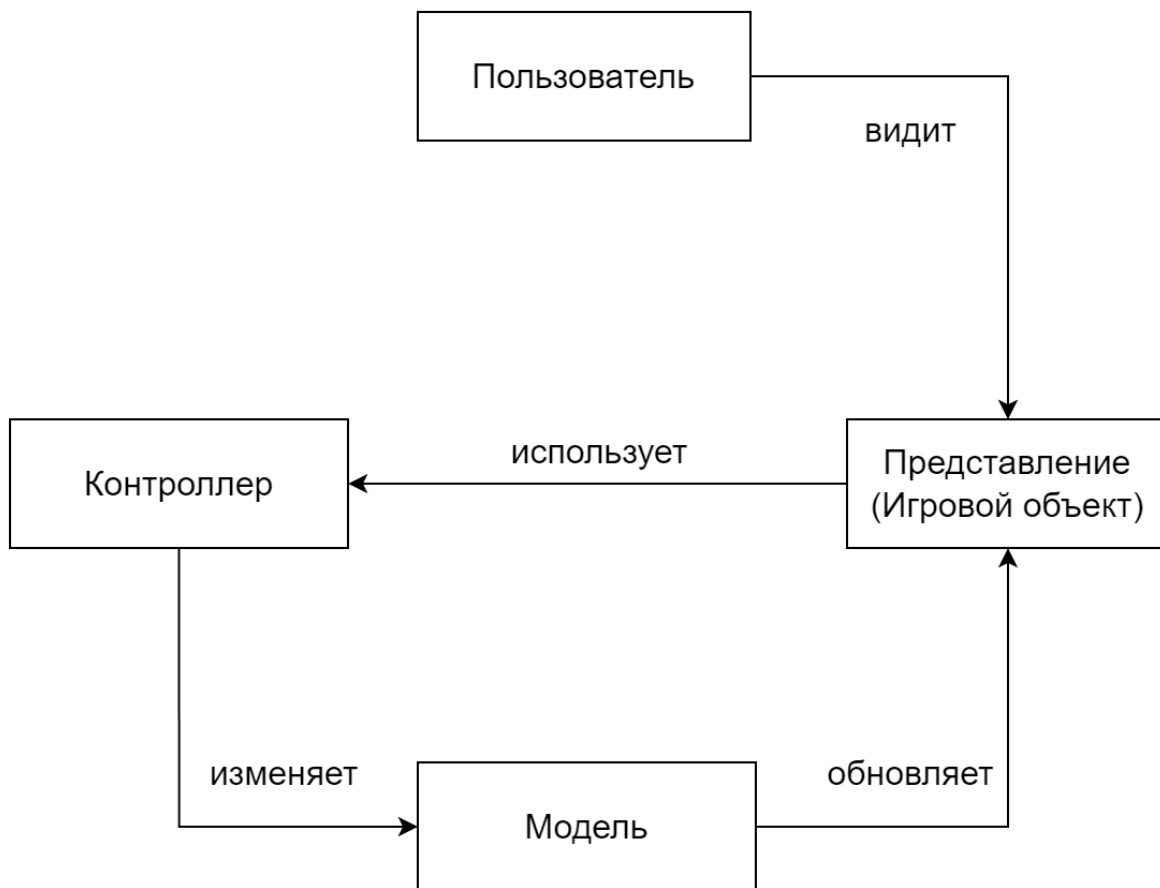 Пользователь
видит
использует
Контроллер
Представление
(Игровой объект)
изменяет
обновляет
Модель